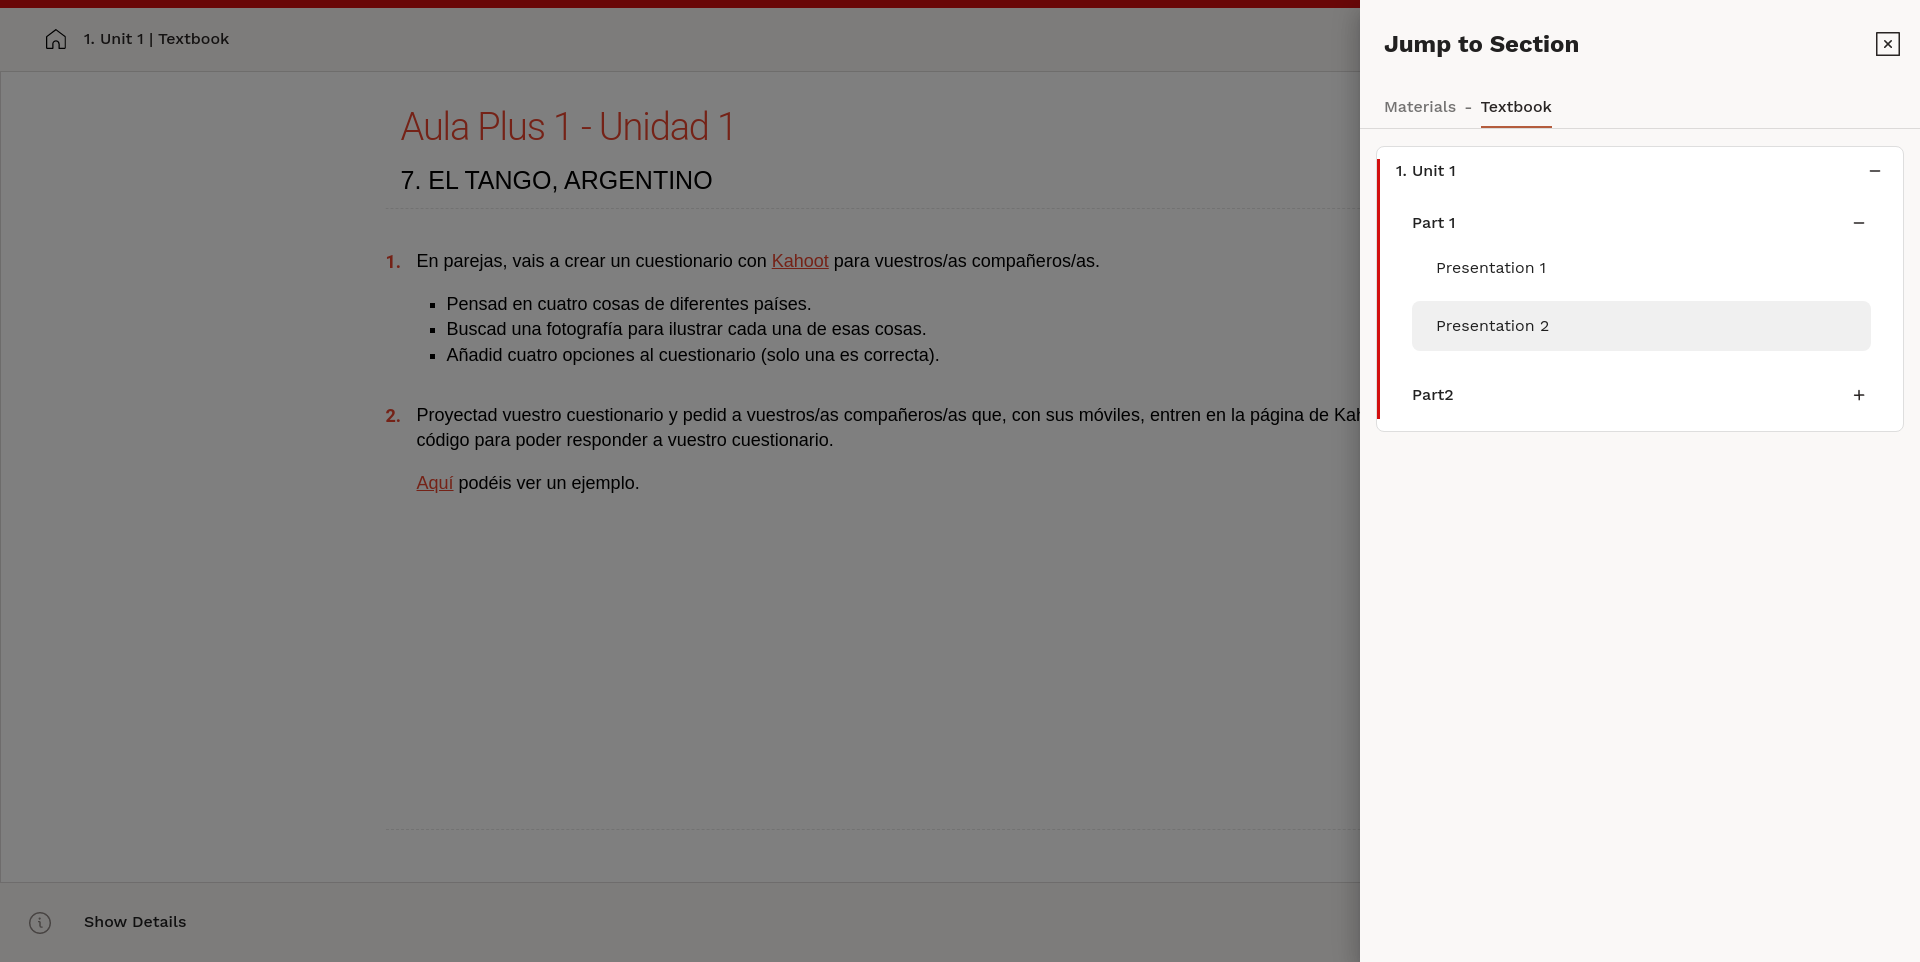 1. Unit 1 | Textbook
Aula Plus 1 - Unidad 1
7. EL TANGO, ARGENTINO
1. En parejas, vais a crear un cuestionario con Kahoot para vuestros/as compañeros/as.
▪ Pensad en cuatro cosas de diferentes países.
▪ Buscad una fotografía para ilustrar cada una de esas cosas.
▪ Añadid cuatro opciones al cuestionario (solo una es correcta).
2. Proyectad vuestro cuestionario y pedid a vuestros/as compañeros/as que, con sus móviles, entren en la página de
código para poder responder a vuestro cuestionario.
Aquí podéis ver un ejemplo.
Show Details
Jump to Section
Materials - Textbook
1. Unit 1
Part 1
Presentation 1
Presentation 2
Part2